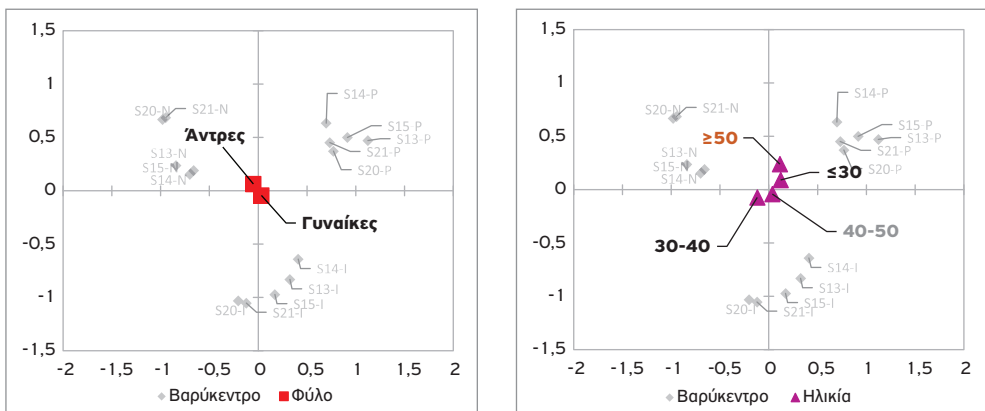 1,5
1
0,5
0
-0,5
-1
-1,5
-2 -1,5 -1 -0,5 0 0,5 1 1,5 2
S20-N S21-N
S14-P
Άντρες
S15-P
S13-P
S21-P
S20-P
S13-N
S15-N
S14-N
Γυναίκες
S14-I
S13-I
S15-I
S20-I S21-I
Βαρύκεντρο Φύλο
1,5
1
0,5
0
-0,5
-1
-1,5
-2 -1,5 -1 -0,5 0 0,5 1 1,5 2
S20-N S21-N
S14-P
≥50
S15-P
S13-P
S21-P
S20-P
S13-N
S15-N
S14-N
≤30
30-40
40-50
S14-I
S13-I
S15-I
S20-I S21-I
Βαρύκεντρο Ηλικία